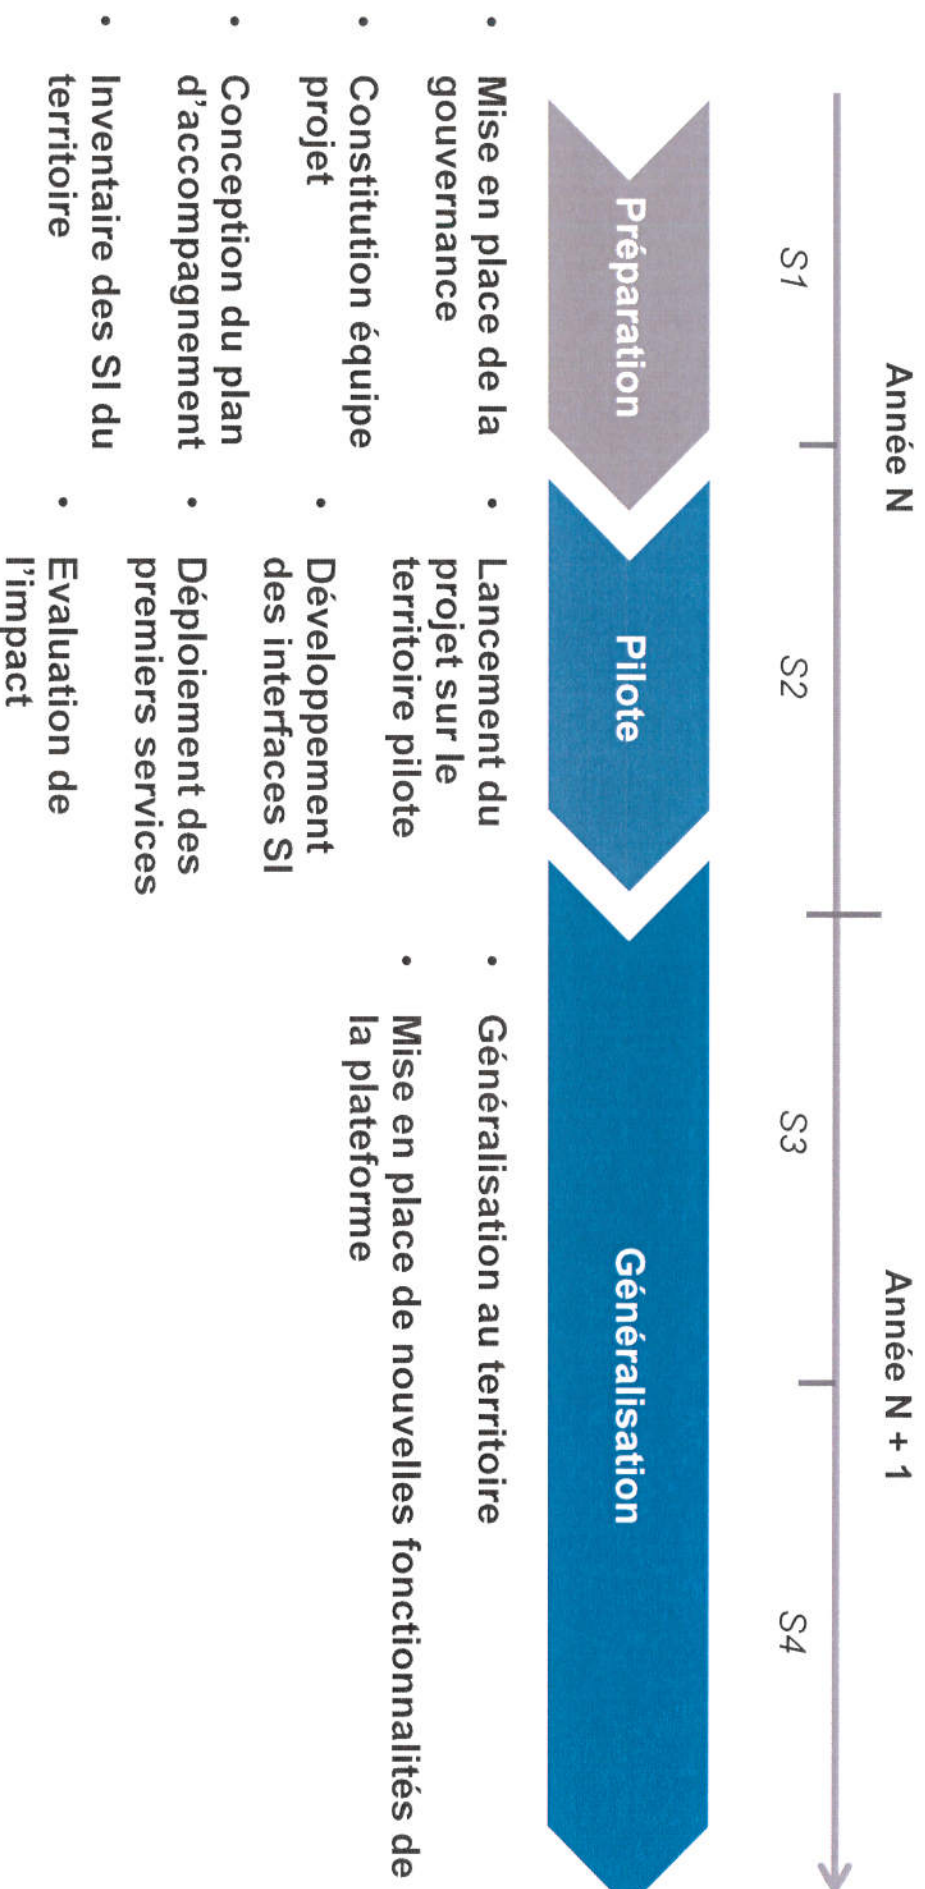 Année N
Année N + 1
S1
S2
S3
S4
Préparation
Pilote
Généralisation
• Mise en place de la
gouvernance
• Constitution équipe
projet
• Conception du plan
d'accompagnement
• Inventaire des SI du
territoire
• Lancement du
projet sur le
territoire pilote
• Développement
des interfaces SI
• Déploiement des
premiers services
• Evaluation de
l'impact
• Généralisation au territoire
• Mise en place de nouvelles fonctionnalités de
la plateforme